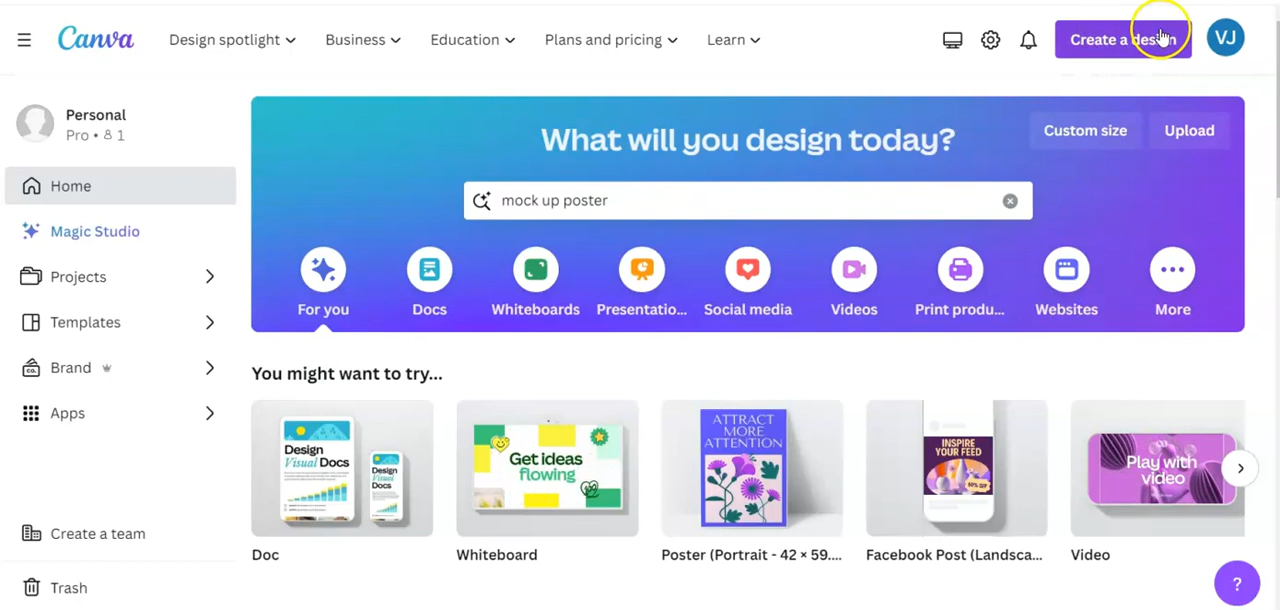 Canva
Design spotlight
Business
Education
Plans and pricing
Learn
Create a design
VJ
Personal
Pro • 1
Home
Magic Studio
Projects
Templates
Brand
Apps
Create a team
Trash
What will you design today?
Custom size
Upload
mock up poster
For you
Docs
Whiteboards
Presentatio...
Social media
Videos
Print produ...
Websites
More
You might want to try...
Design
Visual Docs
Design
Visual Docs
Get ideas
flowing
ATTRACT
MORE
ATTENTION
INSPIRE
YOUR FEED
Play with
video
Doc
Whiteboard
Poster (Portrait - 42 × 59....
Facebook Post (Landsca...
Video
?